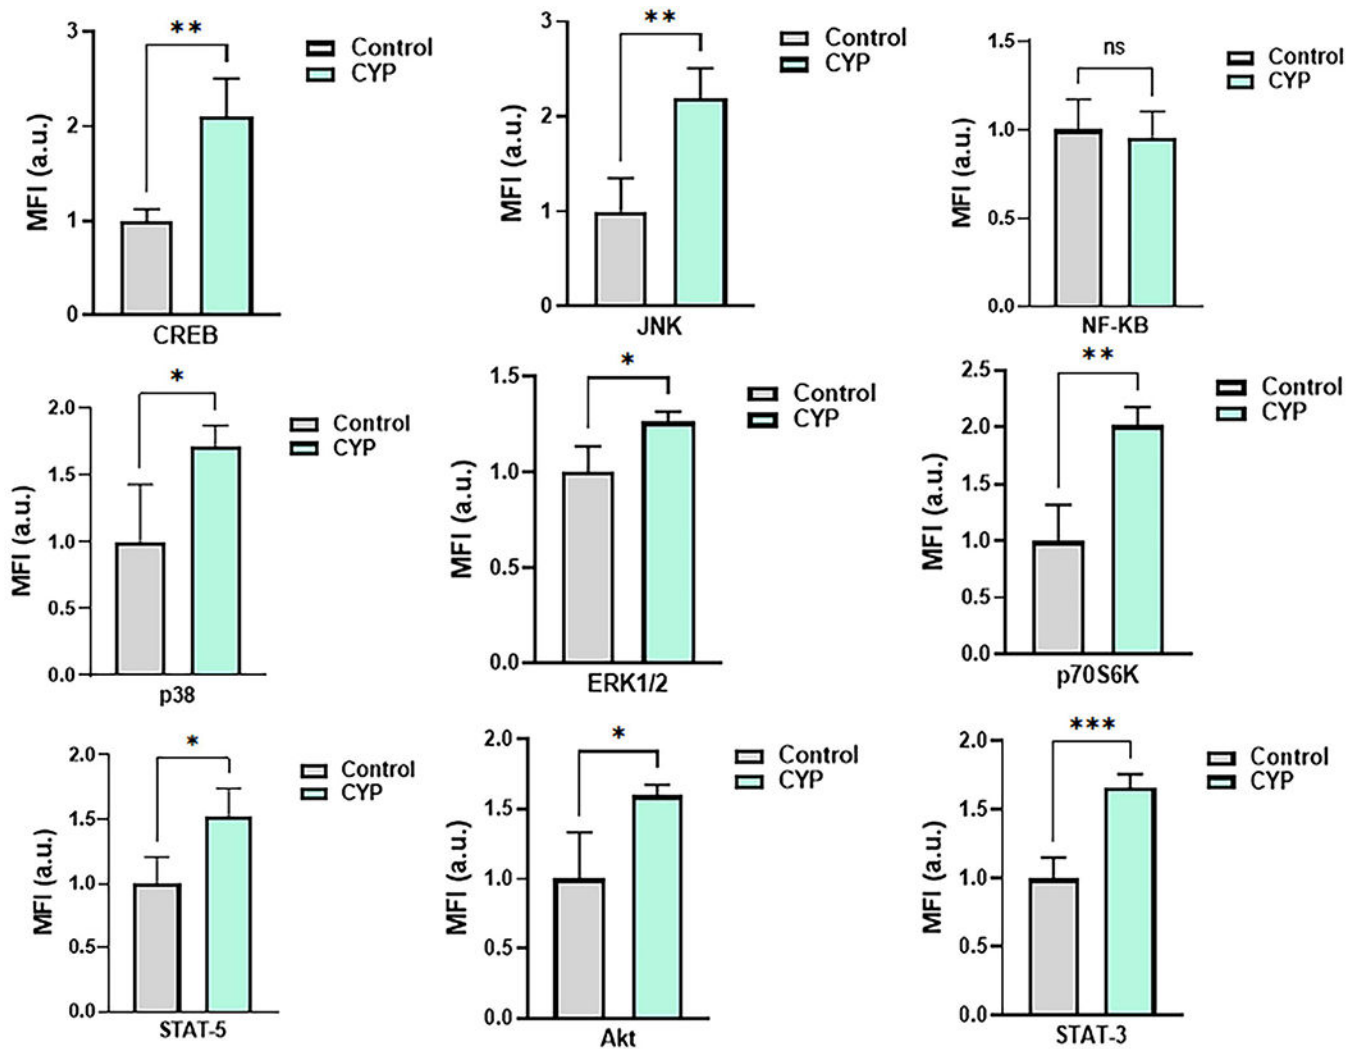 **
3
2
1
0
MFI (a.u.)
Control
CYP
CREB
**
3
2
1
0
MFI (a.u.)
Control
CYP
JNK
ns
1.5
1.0
0.5
0.0
MFI (a.u.)
Control
CYP
NF-KB
*
2.0
1.5
1.0
0.5
0.0
MFI (a.u.)
Control
CYP
p38
*
1.5
1.0
0.5
0.0
MFI (a.u.)
Control
CYP
ERK1/2
**
2.5
2.0
1.5
1.0
0.5
0.0
MFI (a.u.)
Control
CYP
p70S6K
*
2.0
1.5
1.0
0.5
0.0
MFI (a.u.)
Control
CYP
STAT-5
*
2.0
1.5
1.0
0.5
0.0
MFI (a.u.)
Control
CYP
Akt
***
2.0
1.5
1.0
0.5
0.0
MFI (a.u.)
Control
CYP
STAT-3